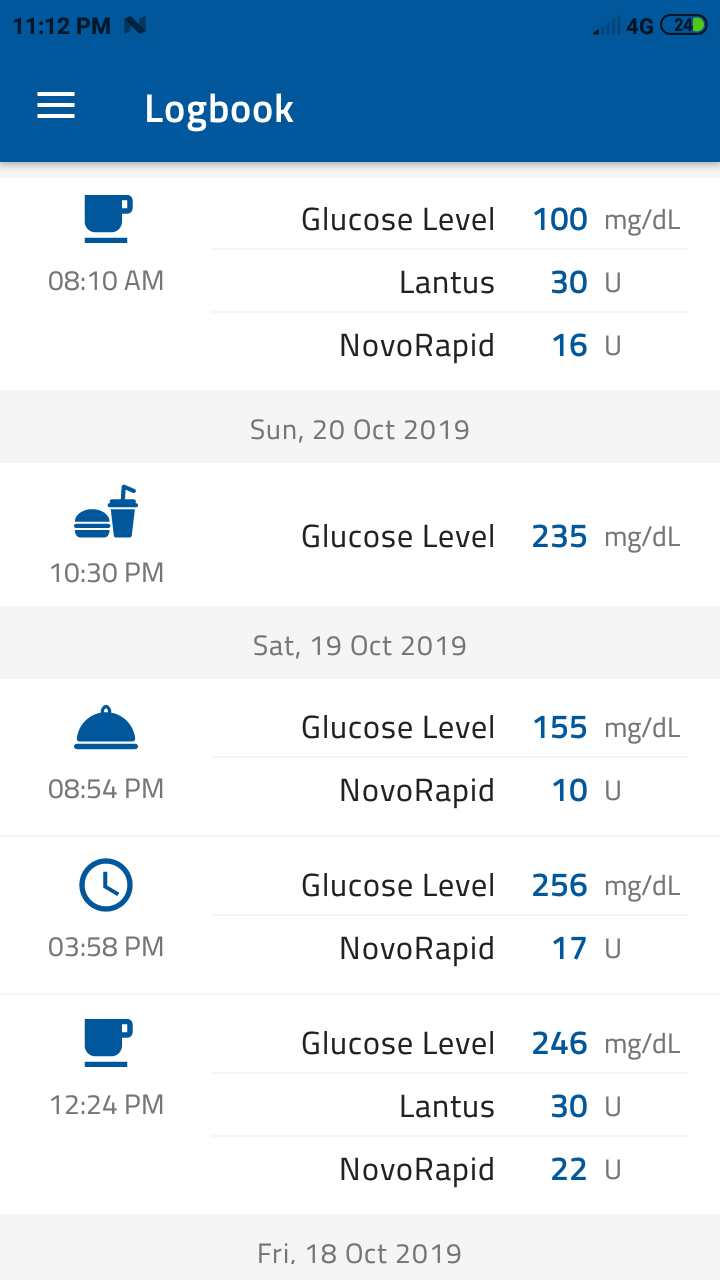 11:12 PM 4G 24
Logbook
Glucose Level 100 mg/dL
08:10 AM
Lantus 30 U
NovoRapid 16 U
Sun, 20 Oct 2019
Glucose Level 235 mg/dL
10:30 PM
Sat, 19 Oct 2019
Glucose Level 155 mg/dL
08:54 PM
NovoRapid 10 U
Glucose Level 256 mg/dL
03:58 PM
NovoRapid 17 U
Glucose Level 246 mg/dL
12:24 PM
Lantus 30 U
NovoRapid 22 U
Fri, 18 Oct 2019